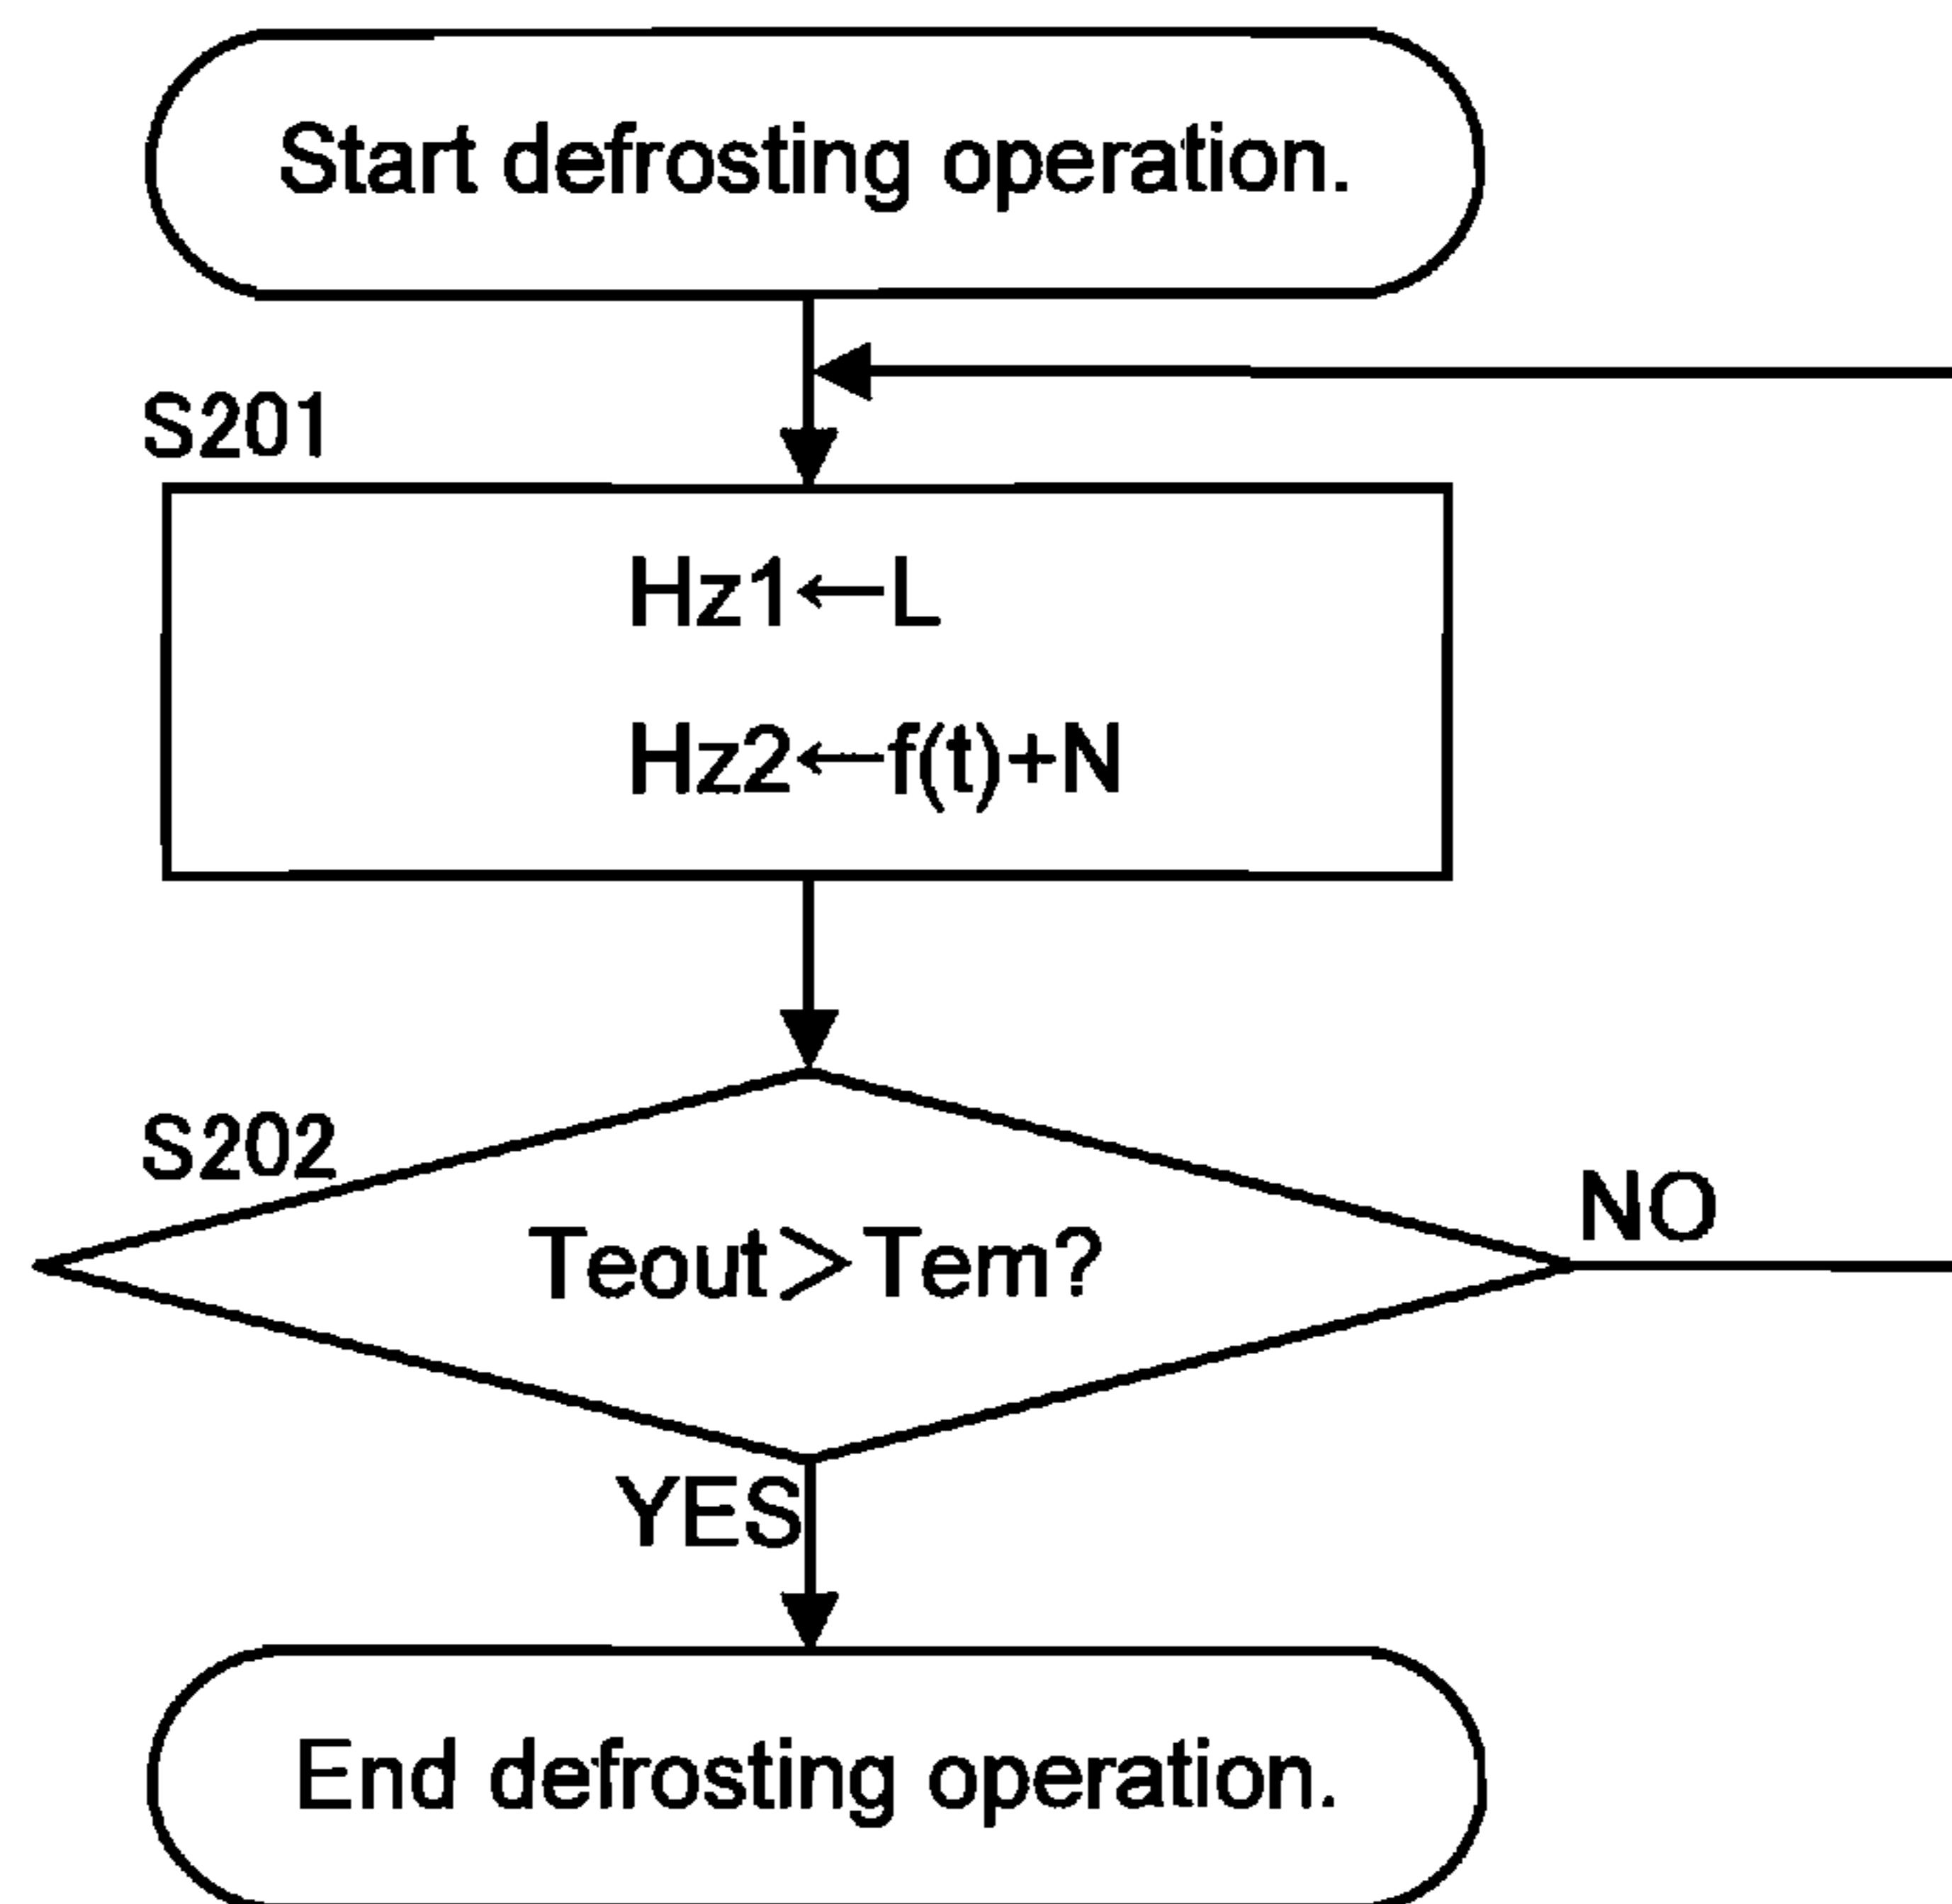 Start defrosting operation.
S201
Hz1←L
Hz2←f(t)+N
S202
Teout＞Tem?
NO
YES
End defrosting operation.